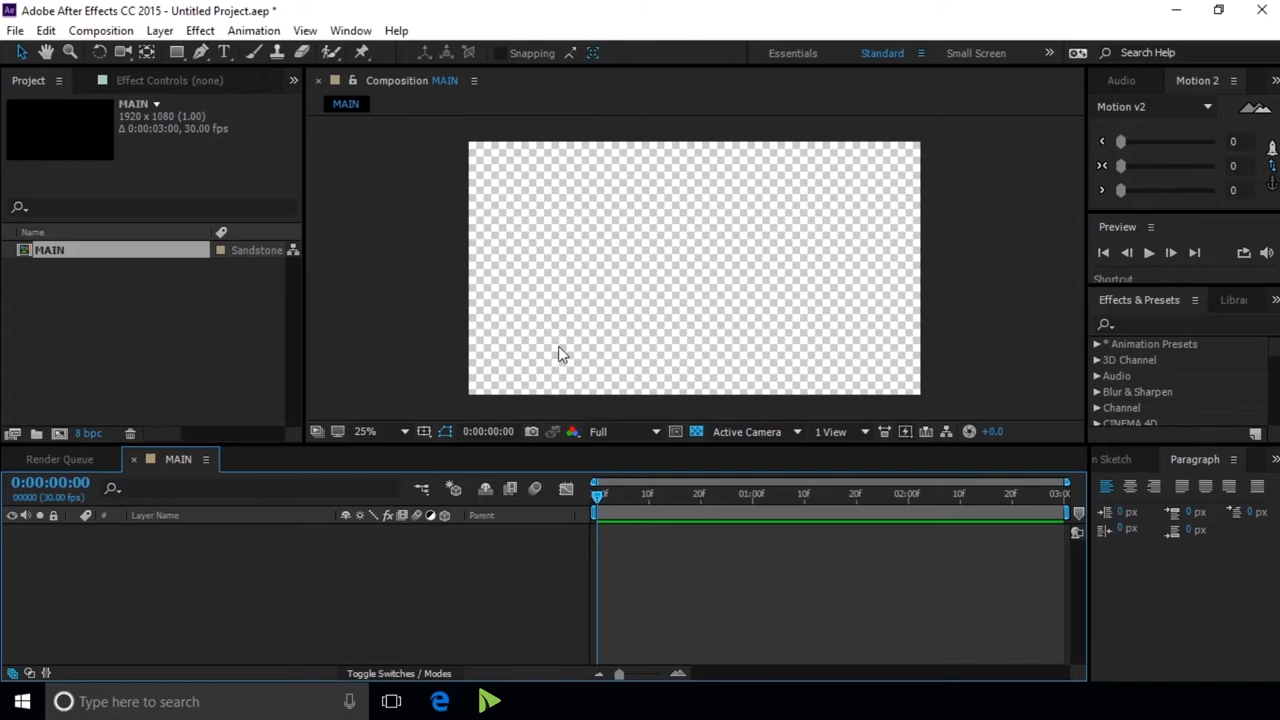 Ae Adobe After Effects CC 2015 - Untitled Project.aep *
File Edit Composition Layer Effect Animation View Window Help
T Snapping Essentials Standard Small Screen Search Help
Project Effect Controls (none)
Composition MAIN
Audio Motion 2
MAIN
1920 x 1080 (1.00)
Δ 0:00:03:00, 30.00 fps
MAIN
Motion v2
0
0
0
Name
MAIN Sandstone
Preview
Shortcut
Effects & Presets
* Animation Presets
3D Channel
Audio
Blur & Sharpen
Channel
CINEMA 4D
8 bpc
25% 0:00:00:00 Full Active Camera 1 View +0.0
Render Queue MAIN
n Sketch Paragraph
0:00:00:00
00000 (30.00 fps)
10f 20f 01:00f 10f 20f 02:00f 10f 20f
# Layer Name fx Parent
0 px 0 px 0 px
0 px 0 px
Toggle Switches / Modes
Type here to search